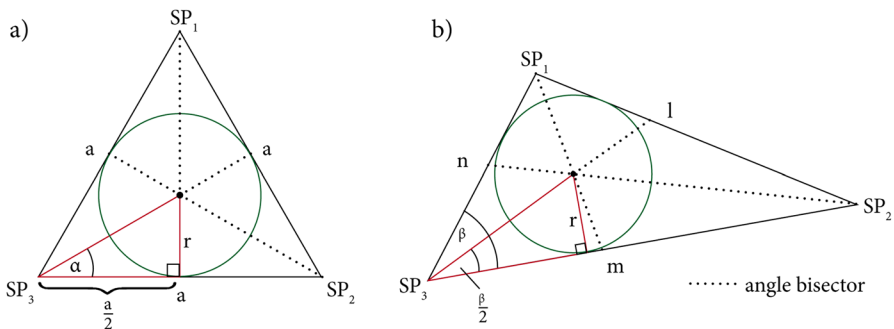 a)
SP₁
a
a
r
α
SP₃
a
SP₂
a/2
b)
SP₁
l
n
r
β
SP₂
m
SP₃
β/2
angle bisector